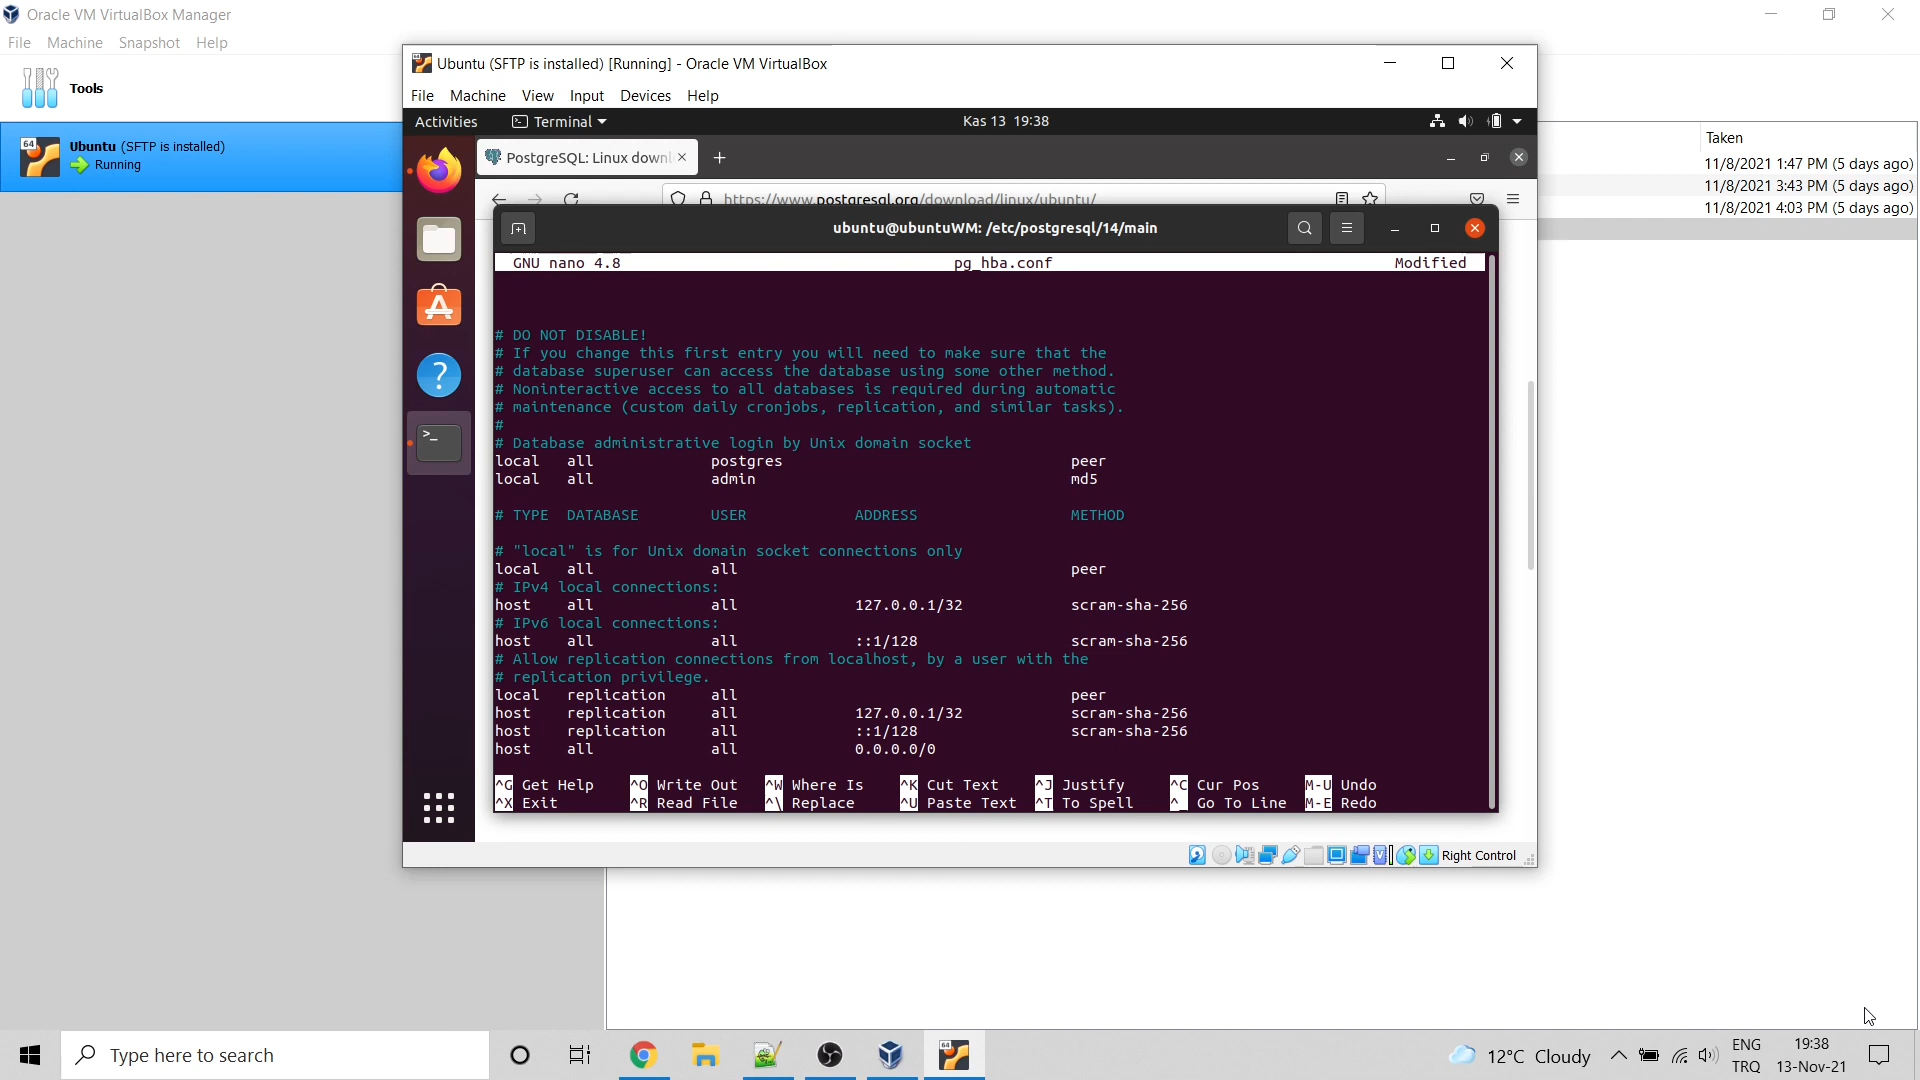 Oracle VM VirtualBox Manager
File Machine Snapshot Help
Tools
64
Ubuntu (SFTP is installed)
Running
Taken
11/8/2021 1:47 PM (5 days ago)
11/8/2021 3:43 PM (5 days ago)
11/8/2021 4:03 PM (5 days ago)
Ubuntu (SFTP is installed) [Running] - Oracle VM VirtualBox
File Machine View Input Devices Help
Activities Terminal Kas 13 19:38
PostgreSQL: Linux downl
https://www.postgresql.org/download/linux/ubuntu/
ubuntu@ubuntuWM: /etc/postgresql/14/main
GNU nano 4.8 pg_hba.conf Modified
# DO NOT DISABLE!
# If you change this first entry you will need to make sure that the
# database superuser can access the database using some other method.
# Noninteractive access to all databases is required during automatic
# maintenance (custom daily cronjobs, replication, and similar tasks).
#
# Database administrative login by Unix domain socket
local all postgres peer
local all admin md5
# TYPE DATABASE USER ADDRESS METHOD
# "local" is for Unix domain socket connections only
local all all peer
# IPv4 local connections:
host all all 127.0.0.1/32 scram-sha-256
# IPv6 local connections:
host all all ::1/128 scram-sha-256
# Allow replication connections from localhost, by a user with the
# replication privilege.
local replication all peer
host replication all 127.0.0.1/32 scram-sha-256
host replication all ::1/128 scram-sha-256
host all all 0.0.0.0/0
^G Get Help ^O Write Out ^W Where Is ^K Cut Text ^J Justify ^C Cur Pos M-U Undo
^X Exit ^R Read File ^\ Replace ^U Paste Text ^T To Spell ^_ Go To Line M-E Redo
Right Control
Type here to search
64
12°C Cloudy
ENG
TRQ
19:38
13-Nov-21